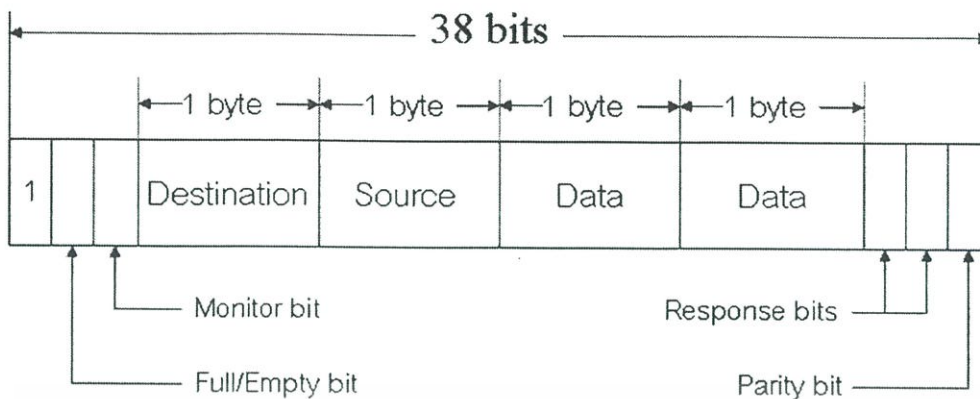 38 bits
1 byte 1 byte 1 byte 1 byte
1 Destination Source Data Data
Monitor bit Response bits
Full/Empty bit Parity bit